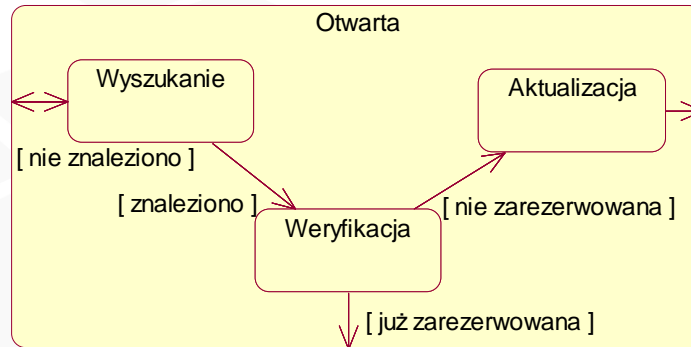 Otwarta
Wyszukanie
Aktualizacja
[ nie znaleziono ]
[ znaleziono ]
Weryfikacja
[ nie zarezerwowana ]
[ już zarezerwowana ]